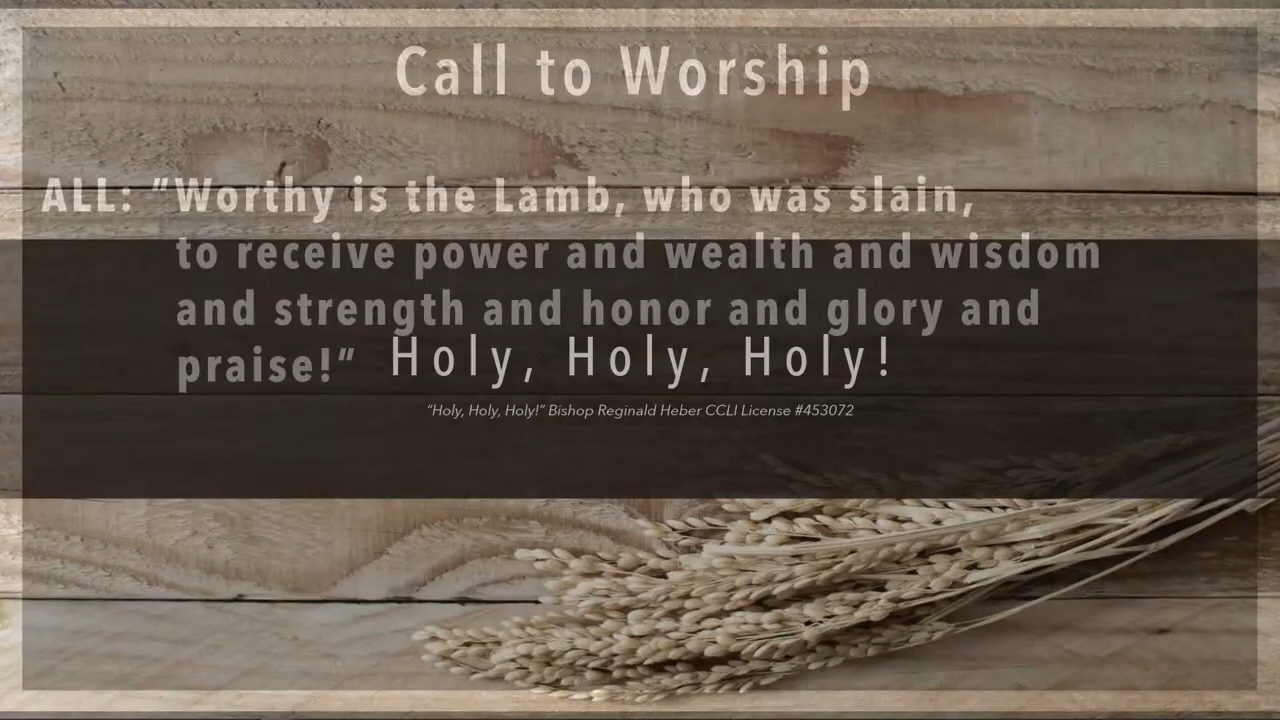 Call to Worship
ALL: “Worthy is the Lamb, who was slain,
to receive power and wealth and wisdom
and strength and honor and glory and
praise!”
Holy, Holy, Holy!
“Holy, Holy, Holy!” Bishop Reginald Heber CCLI License #453072